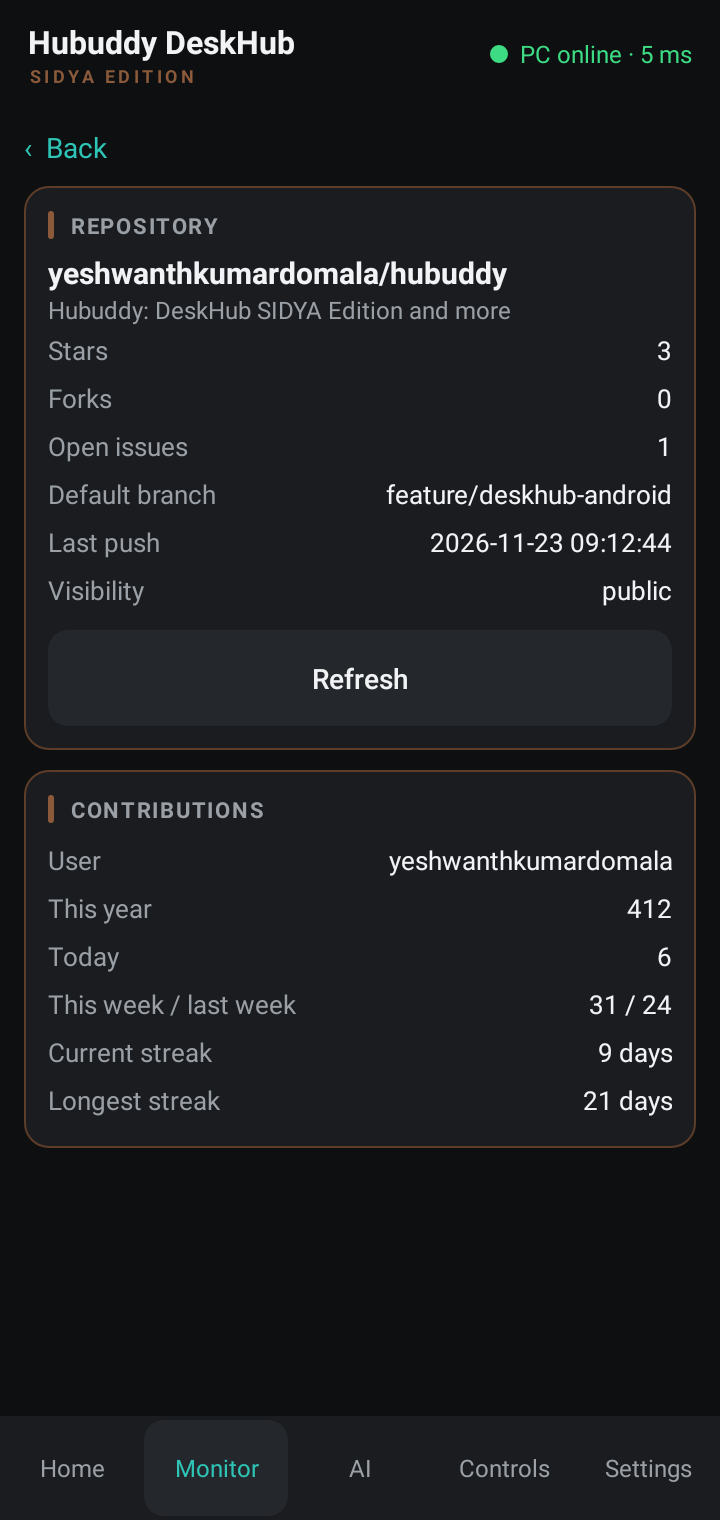 Hubuddy DeskHub
SIDYA EDITION
PC online · 5 ms
‹ Back
REPOSITORY
yeshwanthkumardomala/hubuddy
Hubuddy: DeskHub SIDYA Edition and more
Stars 3
Forks 0
Open issues 1
Default branch feature/deskhub-android
Last push 2026-11-23 09:12:44
Visibility public
Refresh
CONTRIBUTIONS
User yeshwanthkumardomala
This year 412
Today 6
This week / last week 31 / 24
Current streak 9 days
Longest streak 21 days
Home Monitor AI Controls Settings